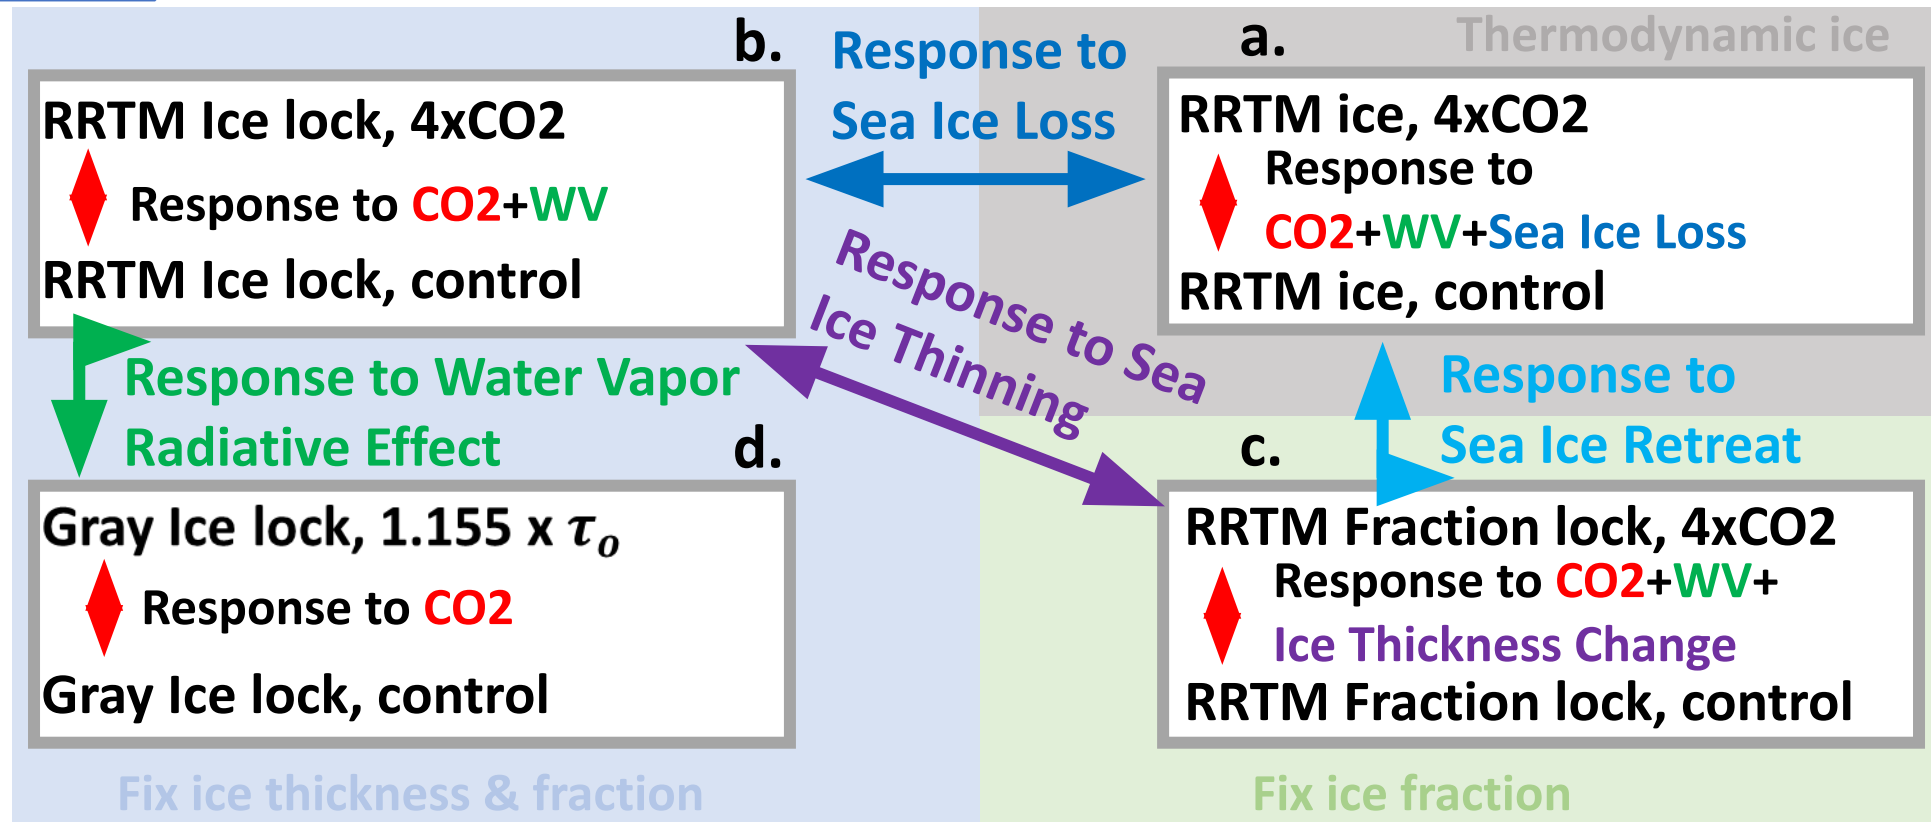 b.
RRTM Ice lock, 4xCO2
Response to CO2+WV
RRTM Ice lock, control
Response to
Sea Ice Loss
a.
Thermodynamic ice
RRTM ice, 4xCO2
Response to
CO2+WV+Sea Ice Loss
RRTM ice, control
Response to Water Vapor
Radiative Effect
Response to Sea
Ice Thinning
Response to
Sea Ice Retreat
d.
Gray Ice lock, 1.155 x τₒ
Response to CO2
Gray Ice lock, control
Fix ice thickness & fraction
c.
RRTM Fraction lock, 4xCO2
Response to CO2+WV+
Ice Thickness Change
RRTM Fraction lock, control
Fix ice fraction